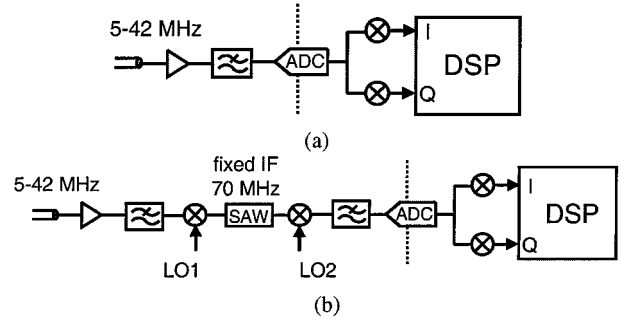 5-42 MHz
ADC
I
Q
DSP
(a)
fixed IF
70 MHz
5-42 MHz
SAW
ADC
I
Q
DSP
LO1
LO2
(b)